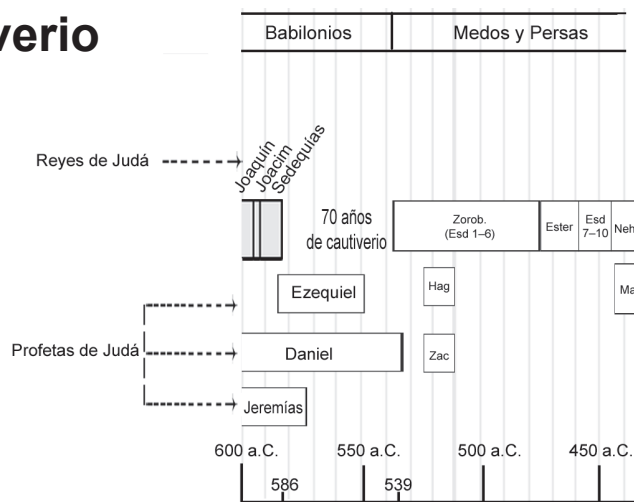 verio
Babilonios
Medos y Persas
Reyes de Judá
Joaquín
Joacim
Sedequías
70 años
de cautiverio
Zorob.
(Esd 1–6)
Ester
Esd
7–10
Neh
Ezequiel
Hag
Ma
Profetas de Judá
Daniel
Zac
Jeremías
600 a.C.
550 a.C.
500 a.C.
450 a.C.
586
539